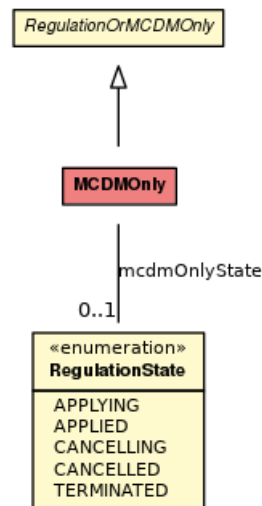 RegulationOrMCDMOnly
MCDMOnly
mcdmOnlyState
0..1
«enumeration»
RegulationState
APPLYING
APPLIED
CANCELLING
CANCELLED
TERMINATED